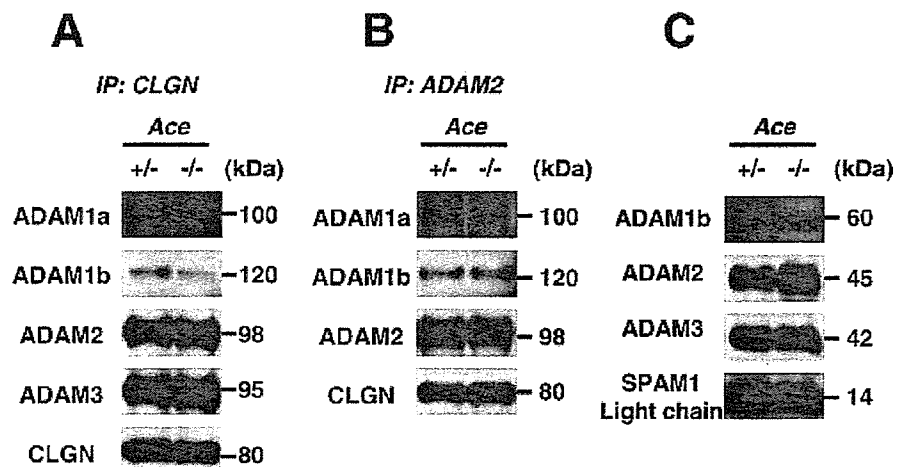 A
IP: CLGN
Ace
+/- -/- (kDa)
ADAM1a 100
ADAM1b 120
ADAM2 98
ADAM3 95
CLGN 80
B
IP: ADAM2
Ace
+/- -/- (kDa)
ADAM1a 100
ADAM1b 120
ADAM2 98
CLGN 80
C
Ace
+/- -/- (kDa)
ADAM1b 60
ADAM2 45
ADAM3 42
SPAM1
Light chain 14